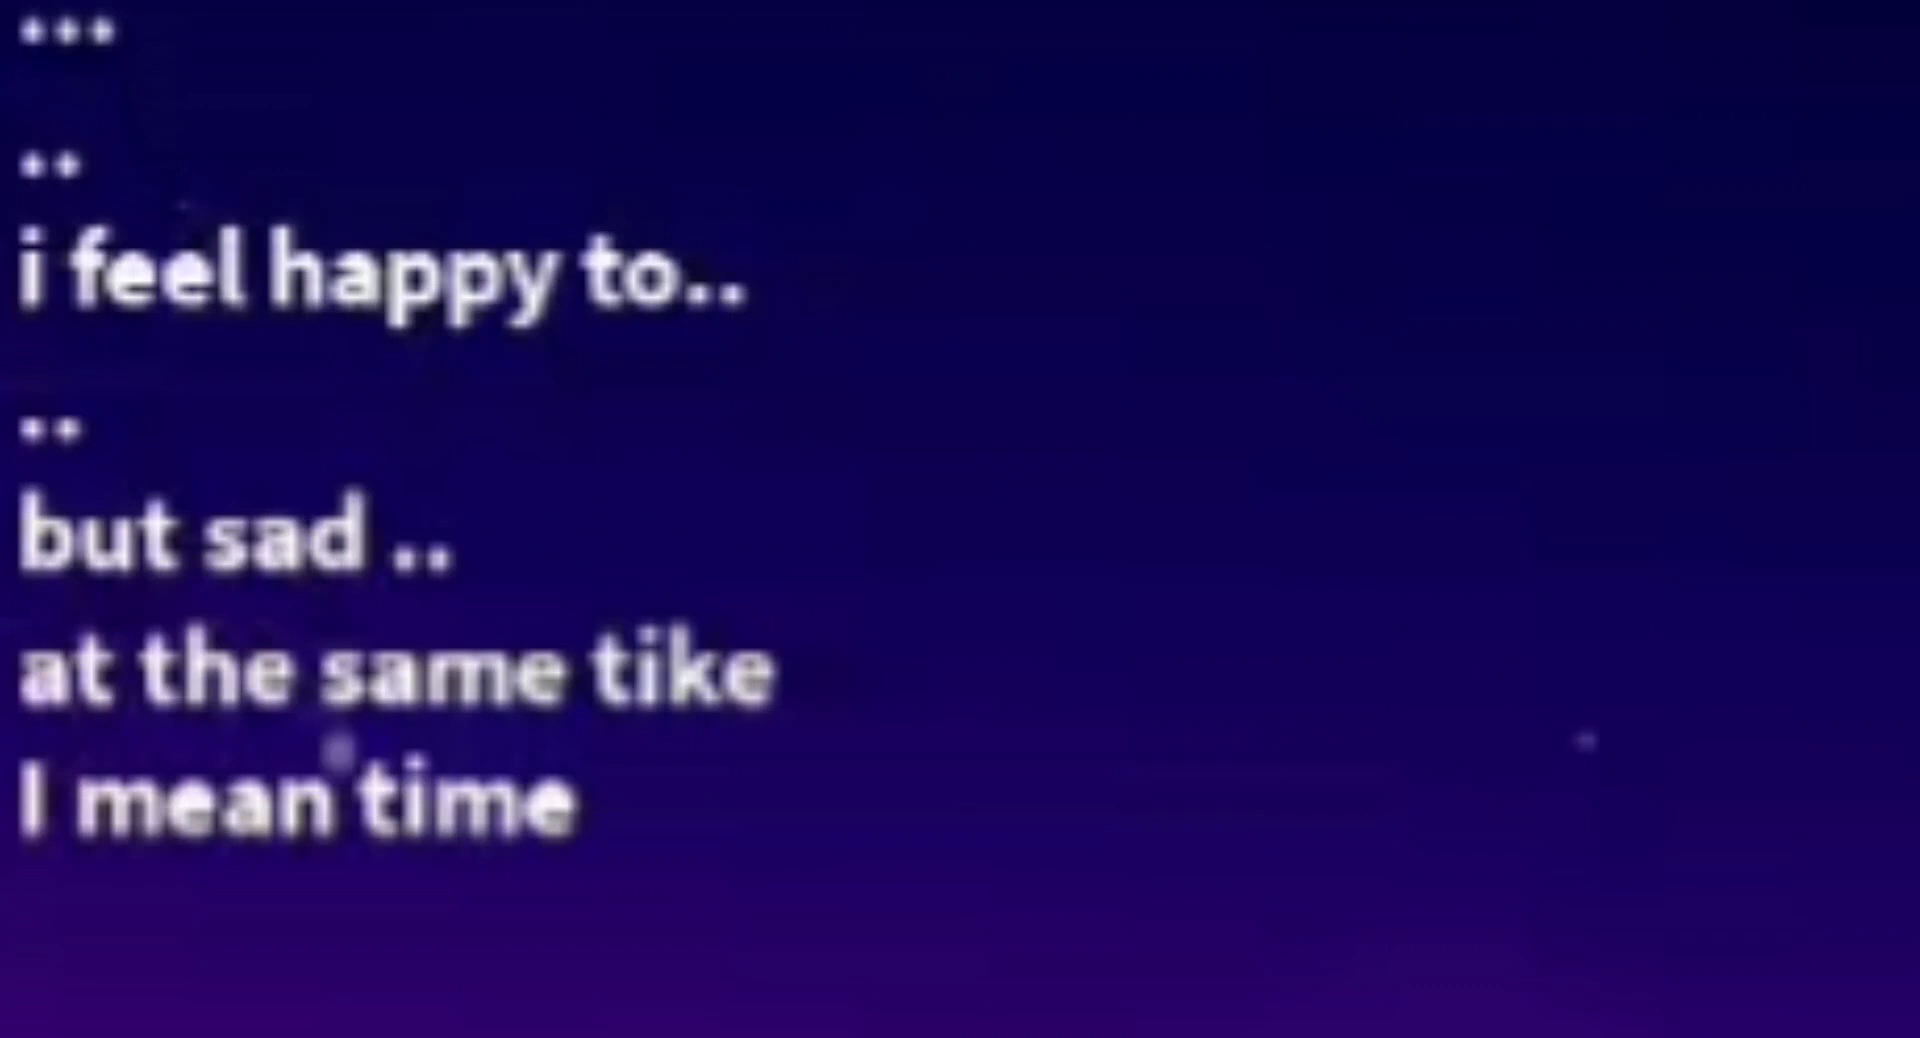 ...
..
i feel happy to..
..
but sad ..
at the same tike
I mean time